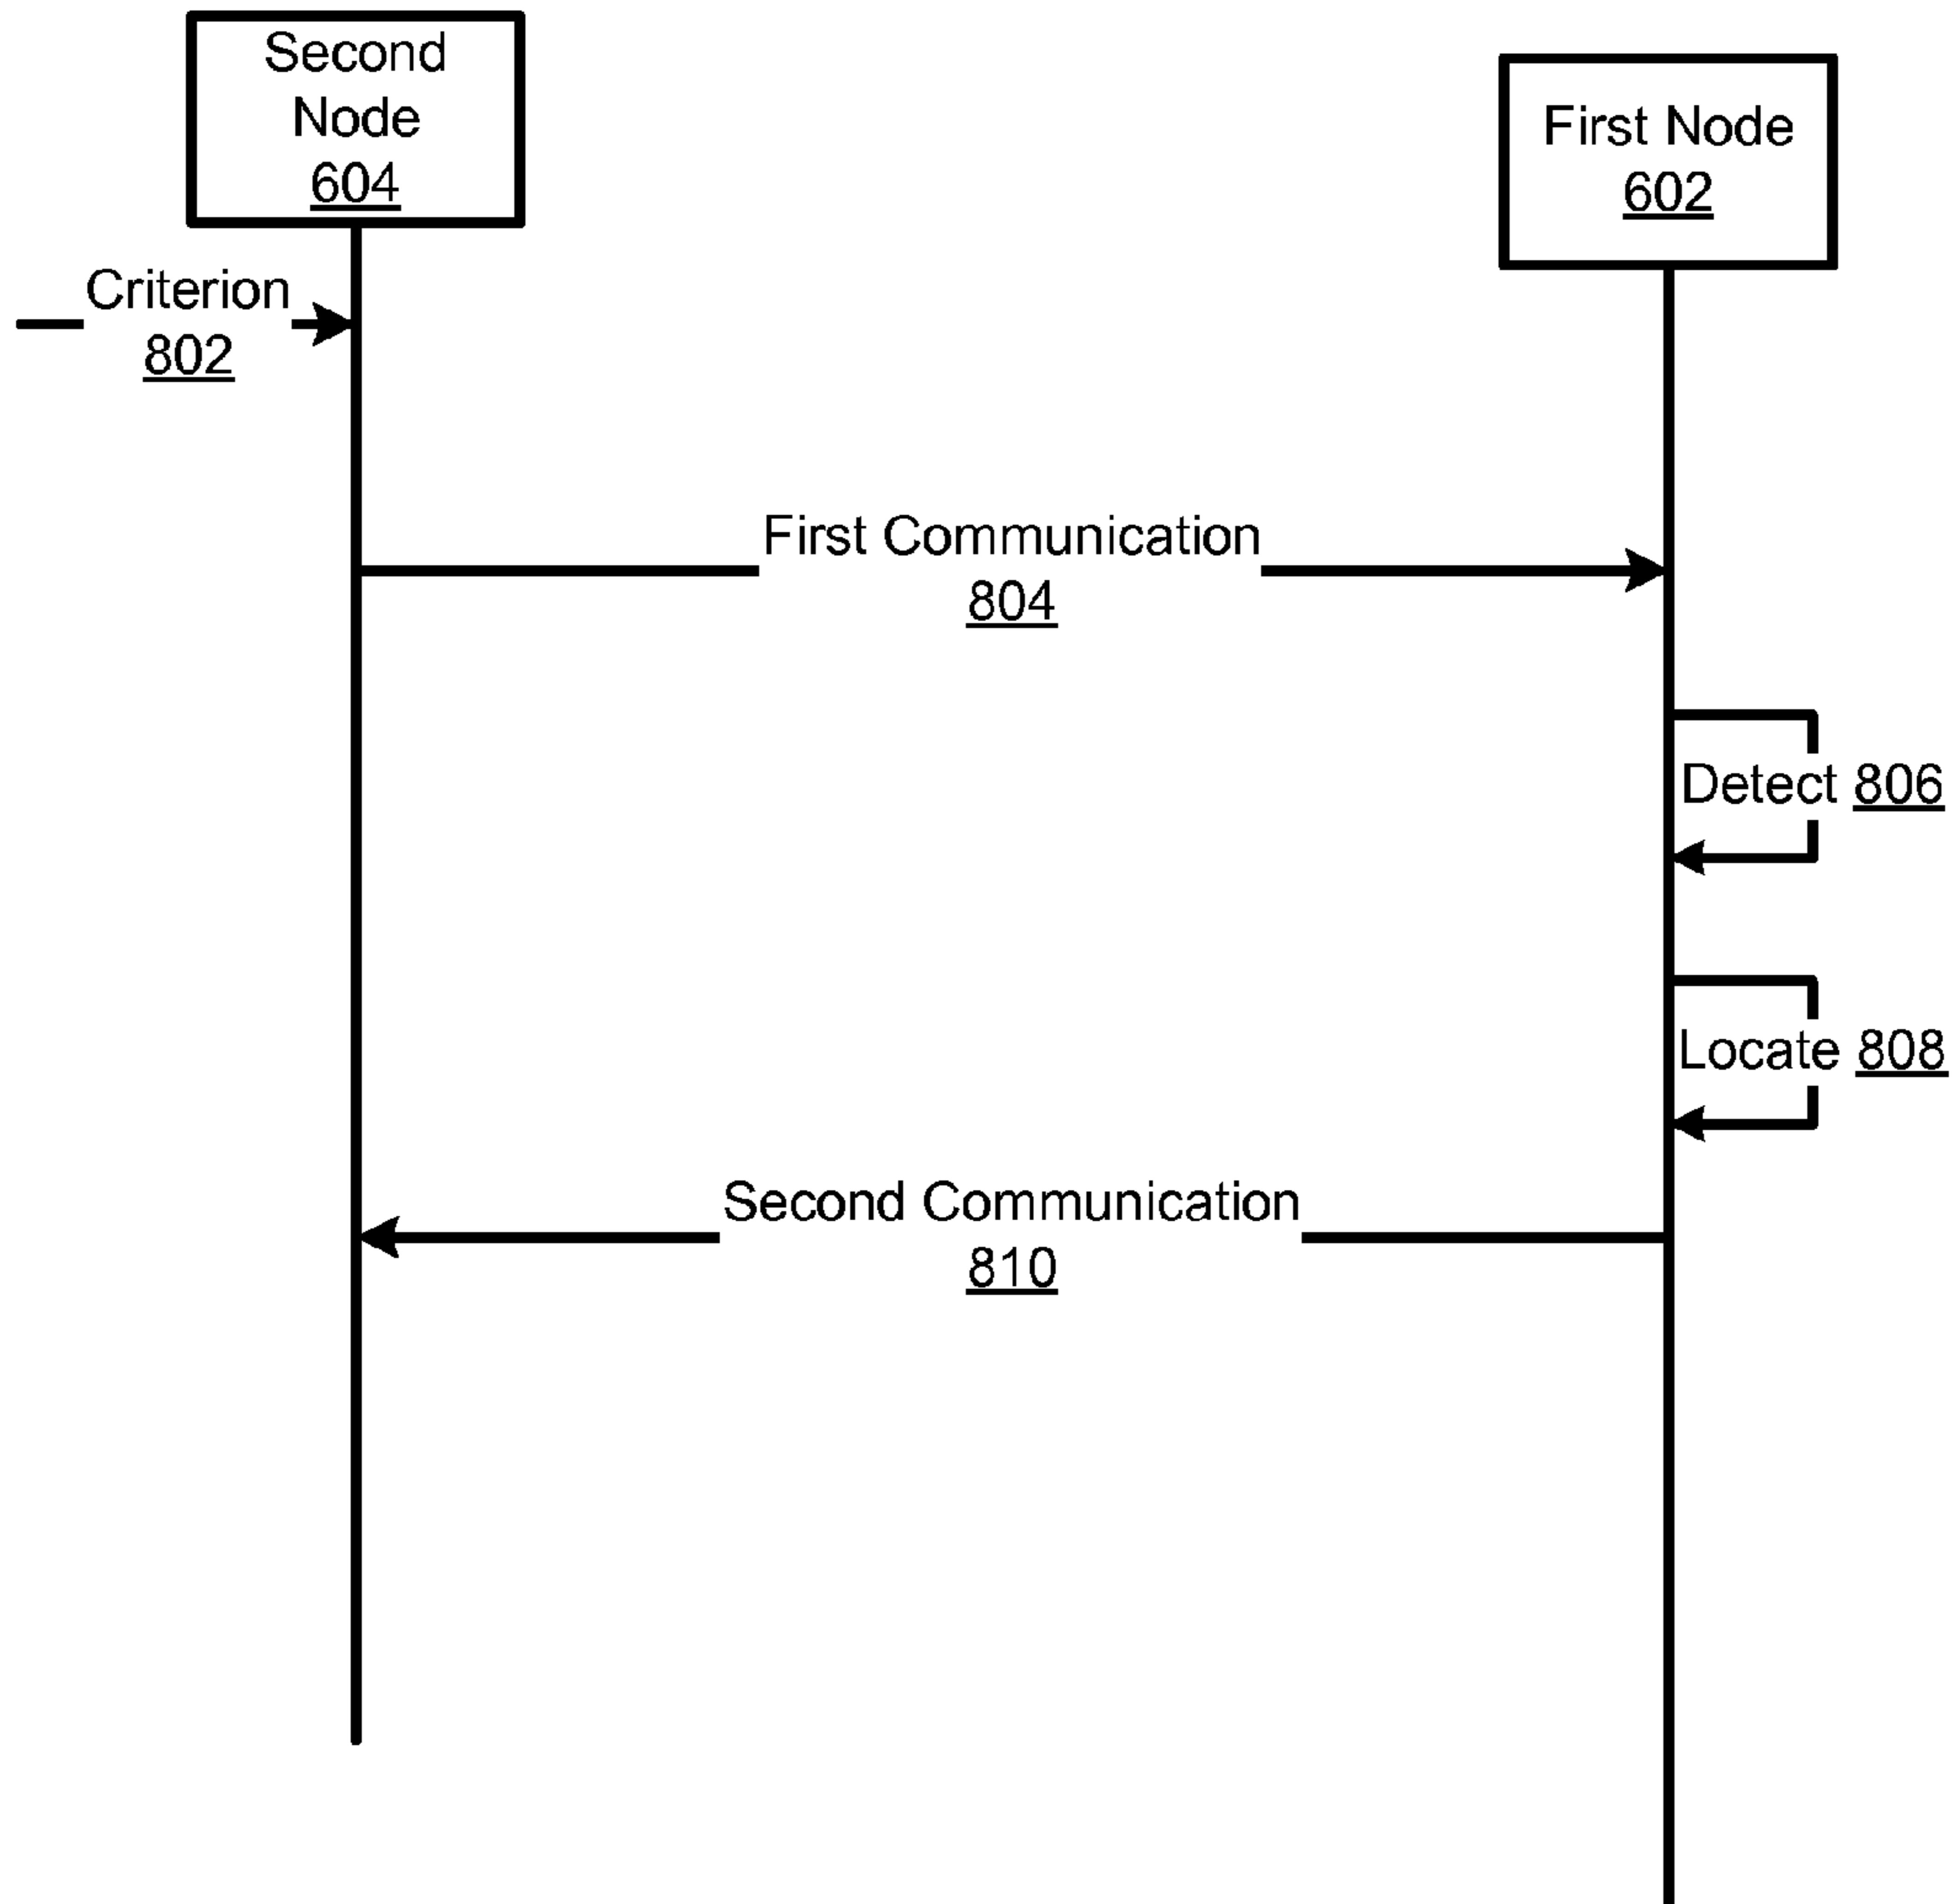 Second
Node
604
First Node
602
Criterion
802
First Communication
804
Detect 806
Locate 808
Second Communication
810